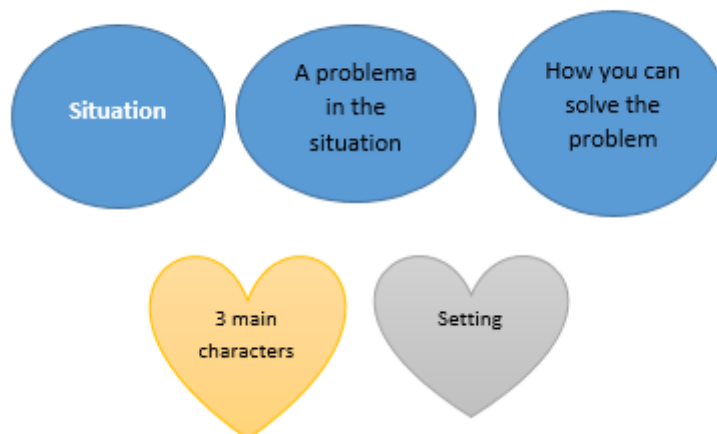 Situation
A problema
in the
situation
How you can
solve the
problem
3 main
characters
Setting